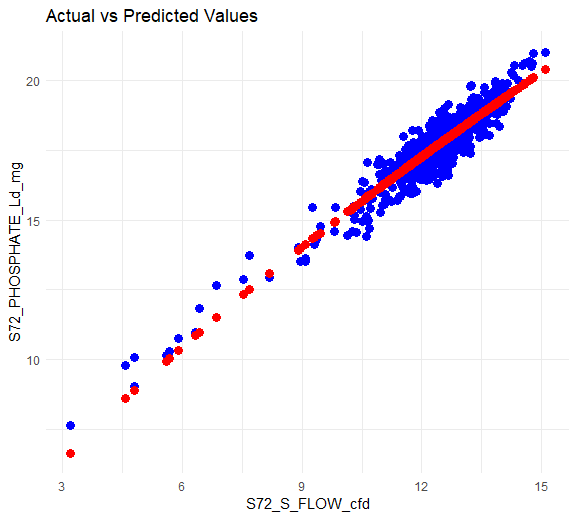 Actual vs Predicted Values
S72_PHOSPHATE_Ld_mg
20
15
10
3 6 9 12 15
S72_S_FLOW_cfd